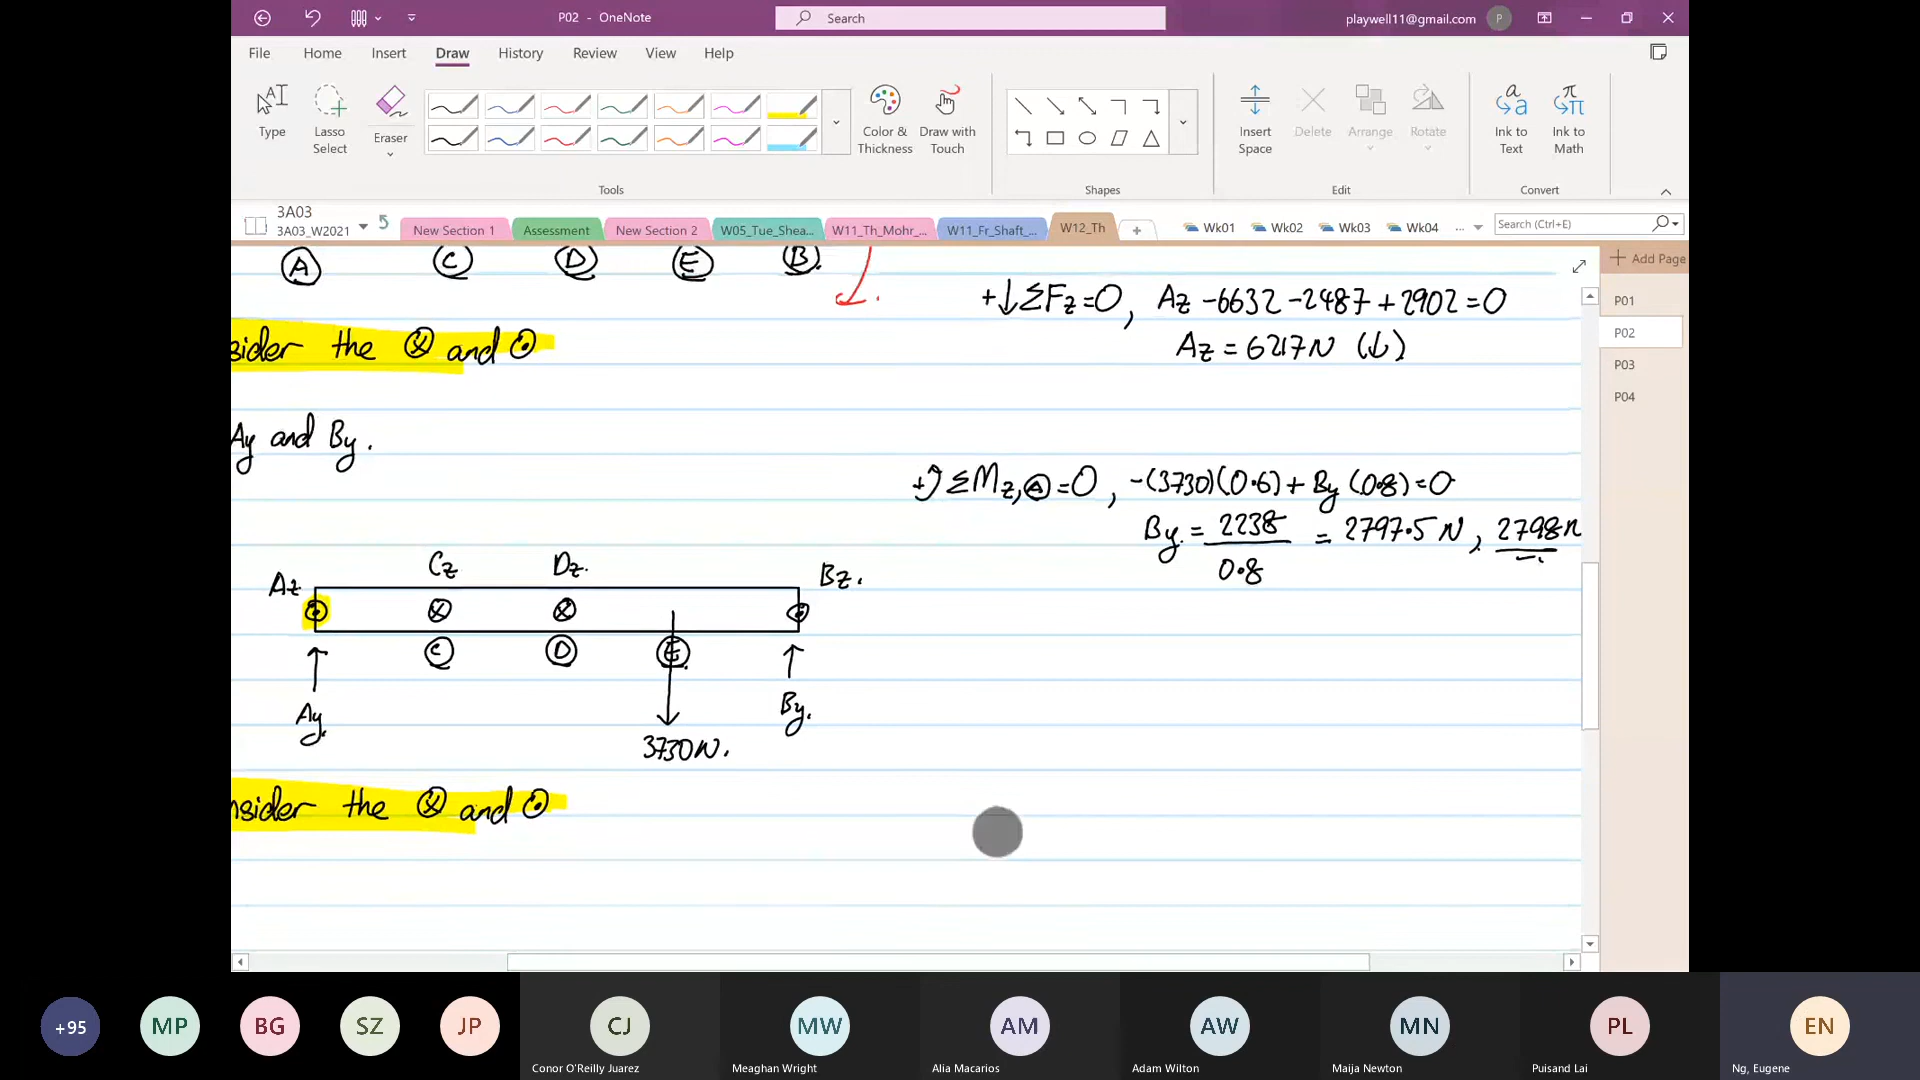 P02 - OneNote
Search
playwell11@gmail.com
P
File Home Insert Draw History Review View Help
Type
Lasso Select
Eraser
Color & Thickness
Draw with Touch
Insert Space
Delete
Arrange
Rotate
Ink to Text
Ink to Math
Tools Shapes Edit Convert
3A03
3A03_W2021
New Section 1
Assessment
New Section 2
W05_Tue_Shea...
W11_Th_Mohr_...
W11_Fr_Shaft_...
W12_Th
Wk01 Wk02 Wk03 Wk04 ...
Search (Ctrl+E)
Add Page
P01
P02
P03
P04
A C D E B.
+↓ΣFz=0, Az -6632 -2487 +2902 =0
Az = 6217N (↓)
sider the ⊗ and ⊙
Ay and By.
+↺ ΣMz,Ⓐ =0, -(3730)(0.6)+ By (0.8)=0
By = 2238 / 0.8 = 2797.5 N, 2798N
Az Cz Dz. Bz.
C D E.
Ay. By.
3730N.
nsider the ⊗ and ⊙
+95 MP BG SZ JP CJ MW AM AW MN PL EN
Conor O'Reilly Juarez
Meaghan Wright
Alia Macarios
Adam Wilton
Maija Newton
Puisand Lai
Ng, Eugene